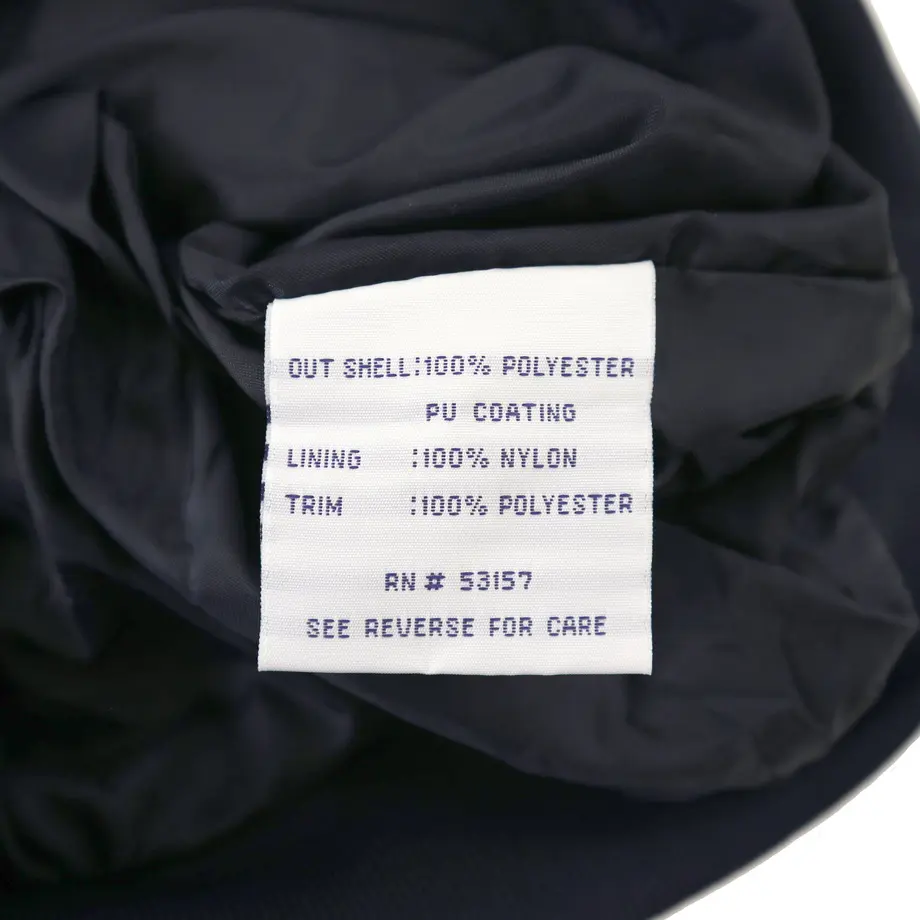 OUT SHELL:100% POLYESTER
PU COATING
LINING :100% NYLON
TRIM :100% POLYESTER
RN # 53157
SEE REVERSE FOR CARE